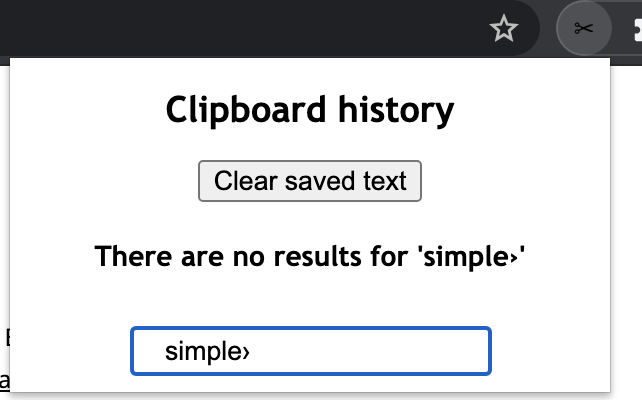 Clipboard history
Clear saved text
There are no results for 'simple›'
simple›